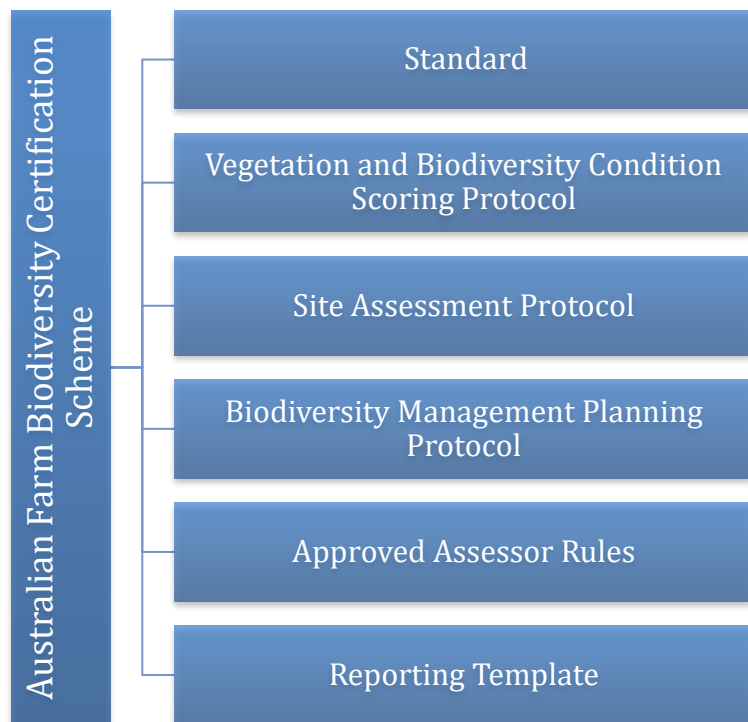 Australian Farm Biodiversity Certification
Scheme
Standard
Vegetation and Biodiversity Condition
Scoring Protocol
Site Assessment Protocol
Biodiversity Management Planning
Protocol
Approved Assessor Rules
Reporting Template